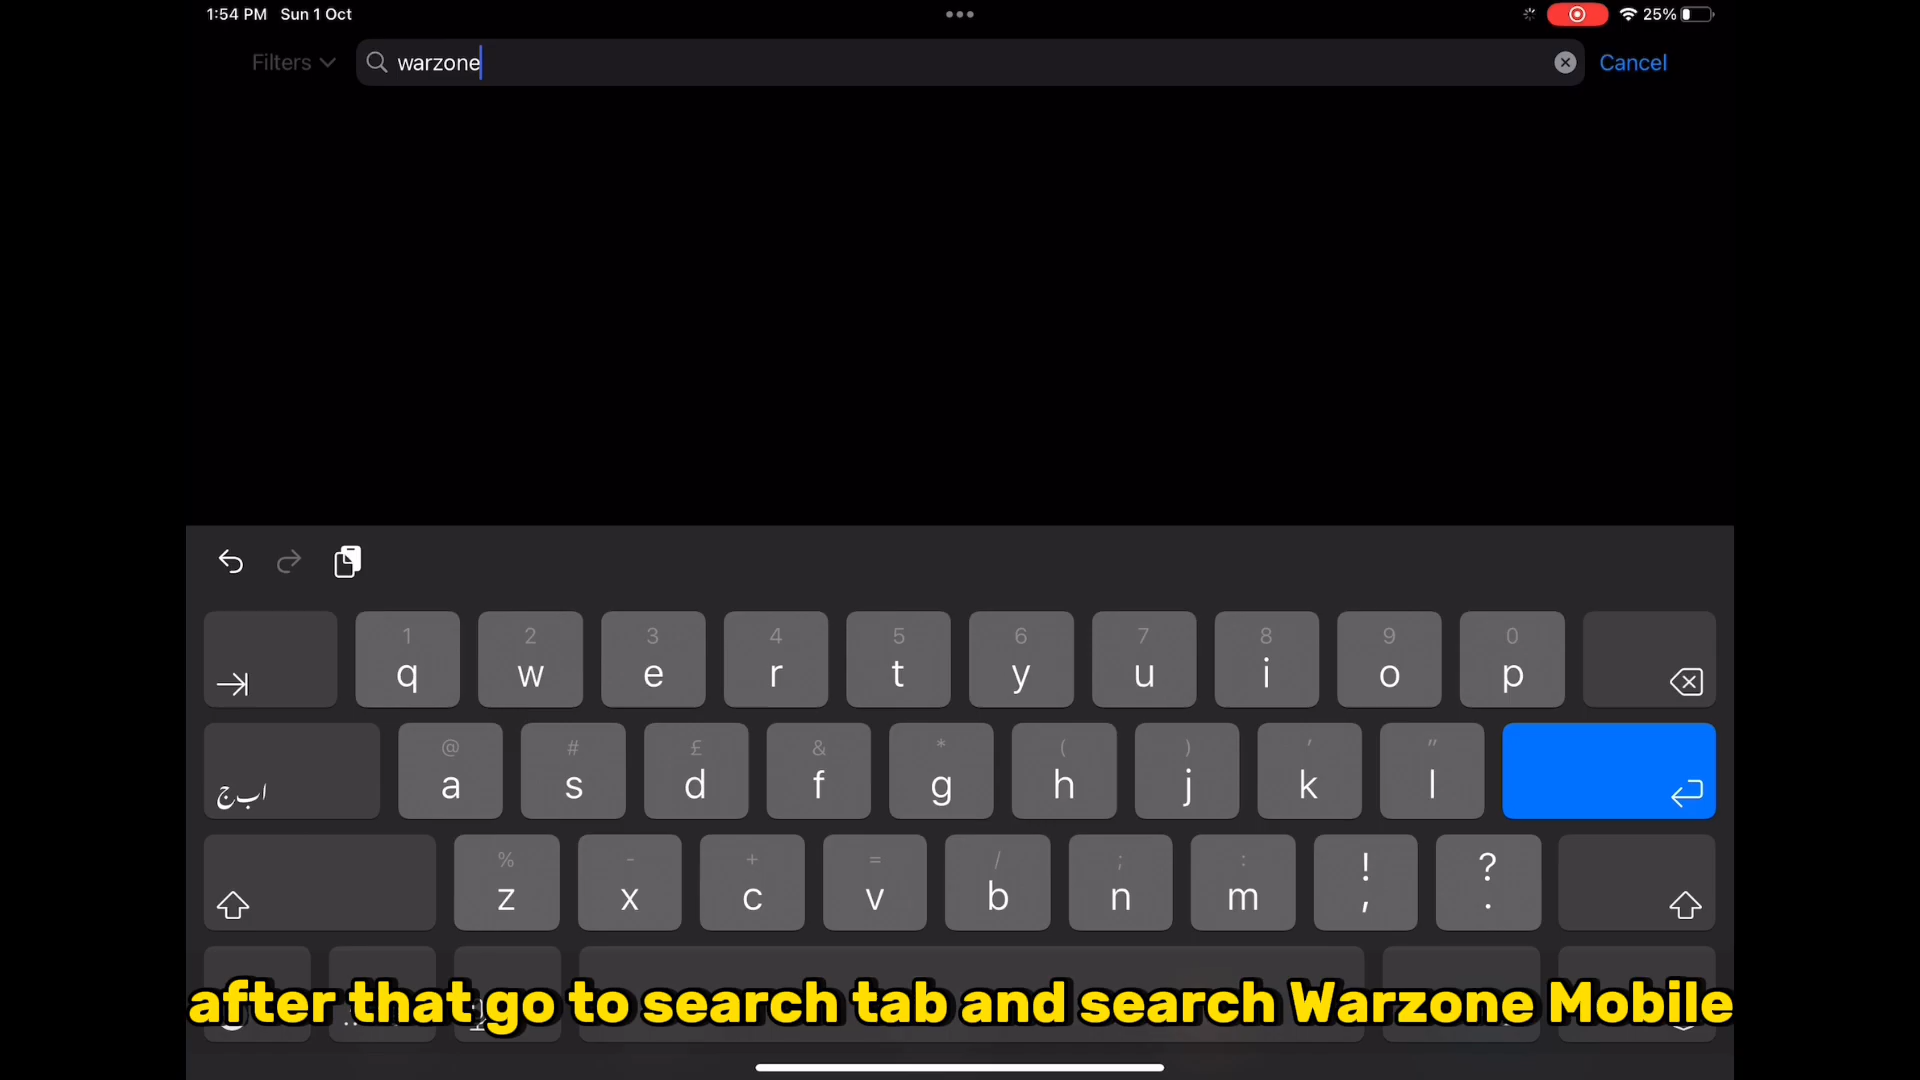 1:54 PM Sun 1 Oct 25%
Filters warzone Cancel
1 2 3 4 5 6 7 8 9 0
q w e r t y u i o p
@ # £ & * ( ) ' "
ا ب ج a s d f g h j k l
% - + = / ; : ! ?
z x c v b n m , .
after that go to search tab and search Warzone Mobile